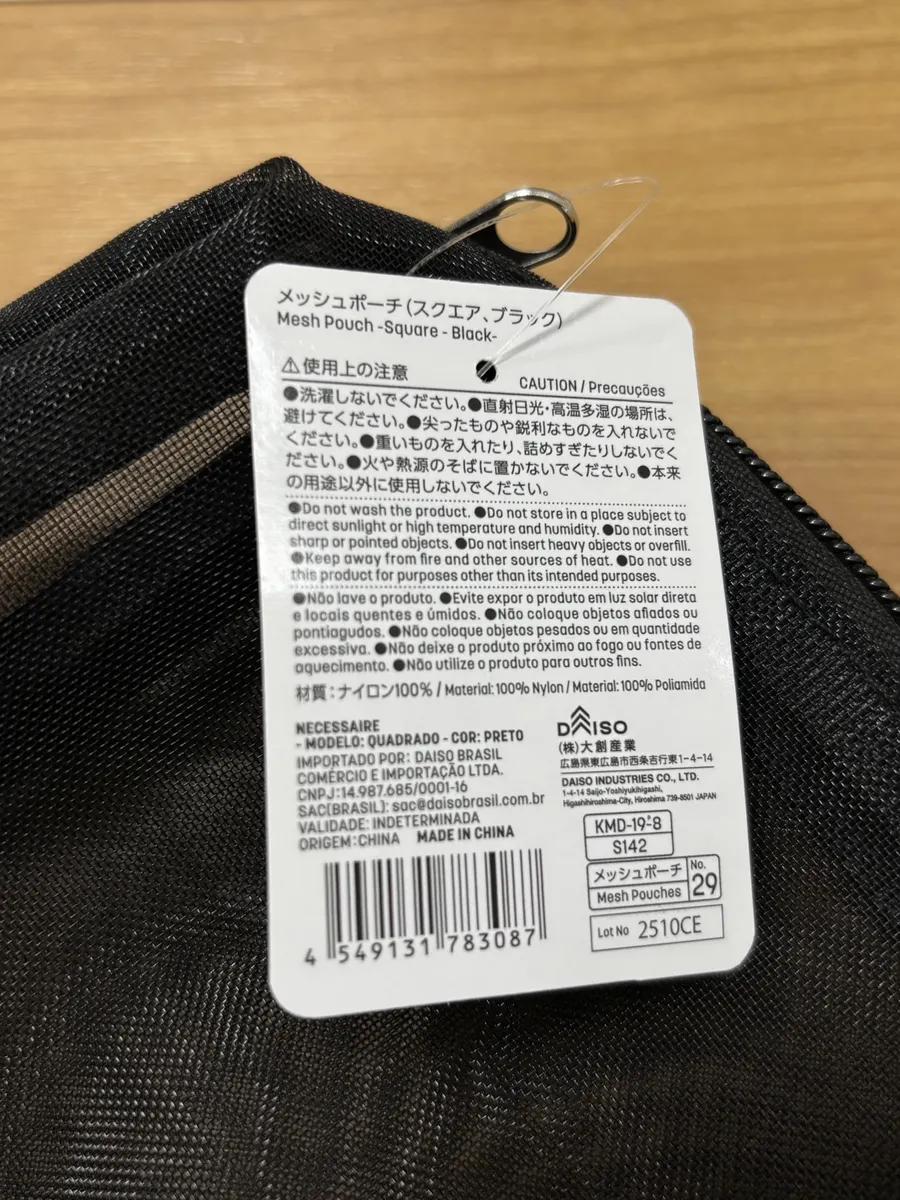 メッシュポーチ(スクエア、ブラック)
Mesh Pouch -Square - Black-
⚠使用上の注意
CAUTION / Precauções
●洗濯しないでください。●直射日光・高温多湿の場所は、
避けてください。●尖ったものや鋭利なものを入れないで
ください。●重いものを入れたり、詰めすぎたりしないでく
ださい。●火や熱源のそばに置かないでください。●本来
の用途以外に使用しないでください。
●Do not wash the product. ●Do not store in a place subject to
direct sunlight or high temperature and humidity. ●Do not insert
sharp or pointed objects. ●Do not insert heavy objects or overfill.
●Keep away from fire and other sources of heat. ●Do not use
this product for purposes other than its intended purposes.
●Não lave o produto. ●Evite expor o produto em luz solar direta
e locais quentes e úmidos. ●Não coloque objetos afiados ou
pontiagudos. ●Não coloque objetos pesados ou em quantidade
excessiva. ●Não deixe o produto próximo ao fogo ou fontes de
aquecimento. ●Não utilize o produto para outros fins.
材質：ナイロン100% / Material: 100% Nylon / Material: 100% Poliamida
NECESSAIRE
- MODELO: QUADRADO - COR: PRETO
IMPORTADO POR: DAISO BRASIL
COMÉRCIO E IMPORTAÇÃO LTDA.
CNPJ:14.987.685/0001-16
SAC(BRASIL): sac@daisobrasil.com.br
VALIDADE: INDETERMINADA
ORIGEM:CHINA MADE IN CHINA
4 549131 783087
DAISO
(株)大創産業
広島県東広島市西条吉行東1-4-14
DAISO INDUSTRIES CO., LTD.
1-4-14 Saijo-Yoshiyukihigashi,
Higashihiroshima-City, Hiroshima 739-8501 JAPAN
KMD-19-8
S142
メッシュポーチ
Mesh Pouches
No.
29
Lot No 2510CE